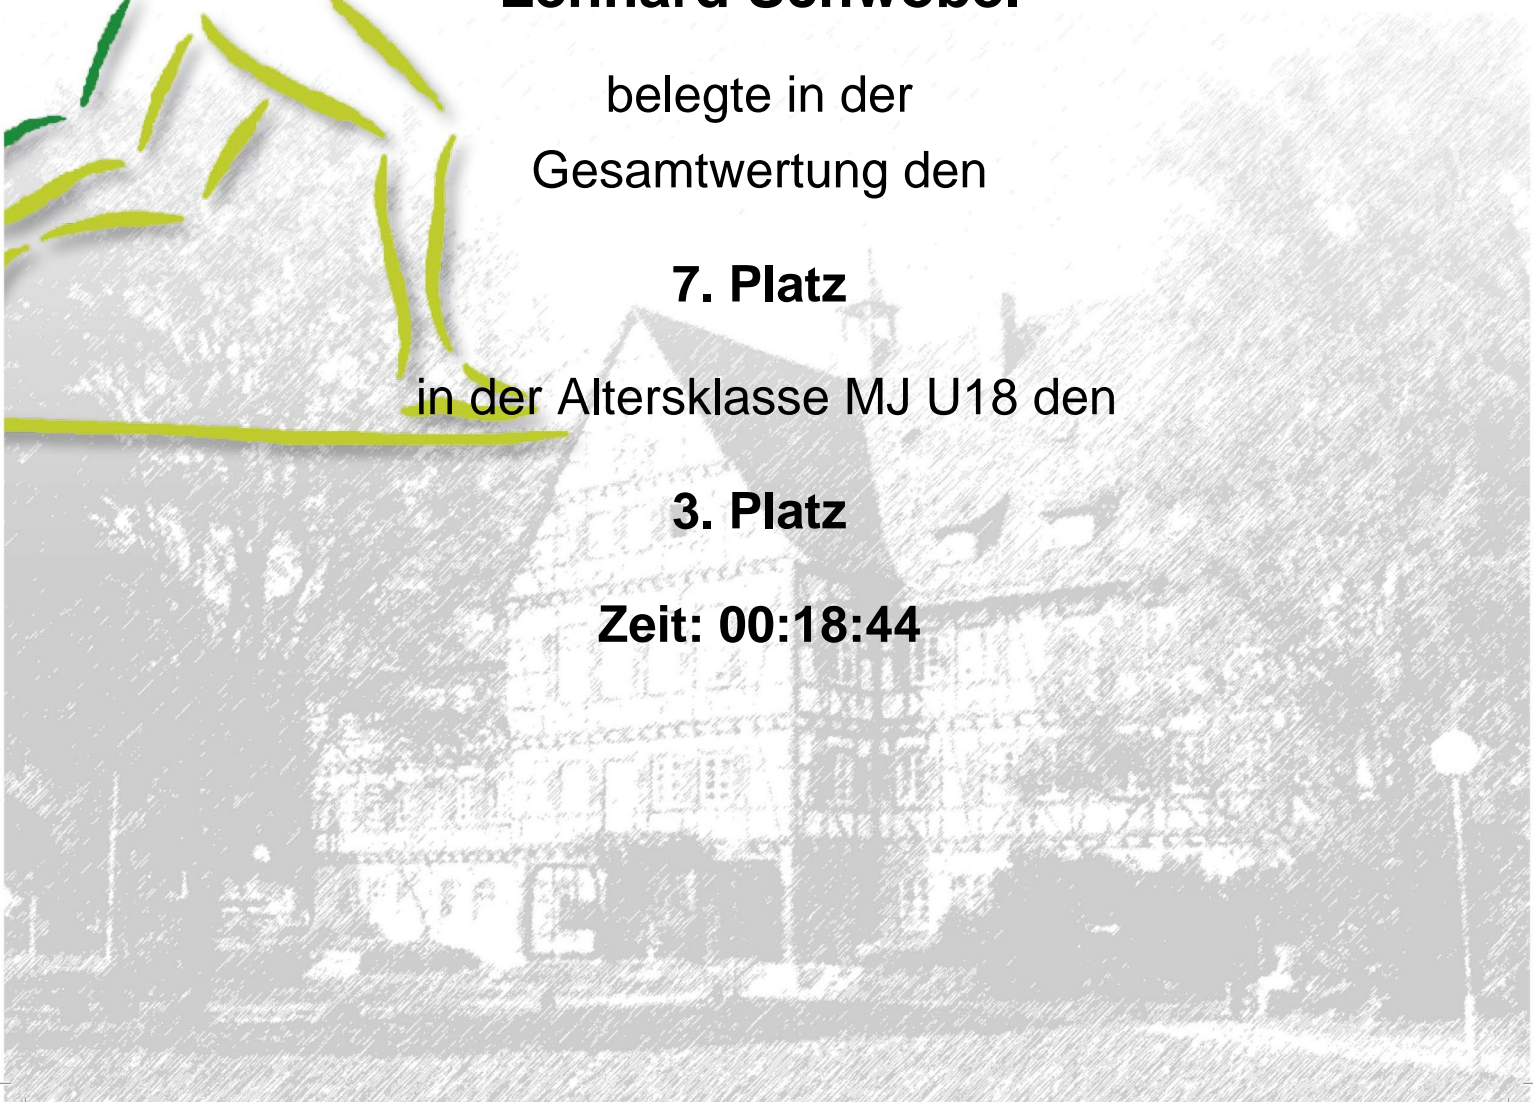 belegte in der
Gesamtwertung den
7. Platz
in der Altersklasse MJ U18 den
3. Platz
Zeit: 00:18:44